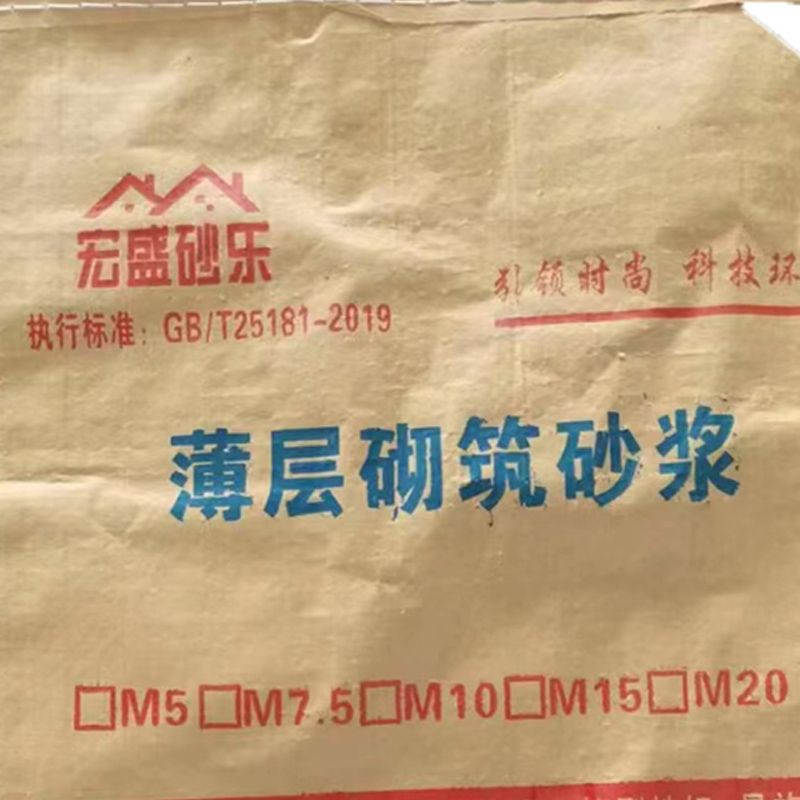 宏盛砂乐
执行标准：GB/T25181-2019
引领时尚 科技环
薄层砌筑砂浆
□M5□M7.5□M10□M15□M20